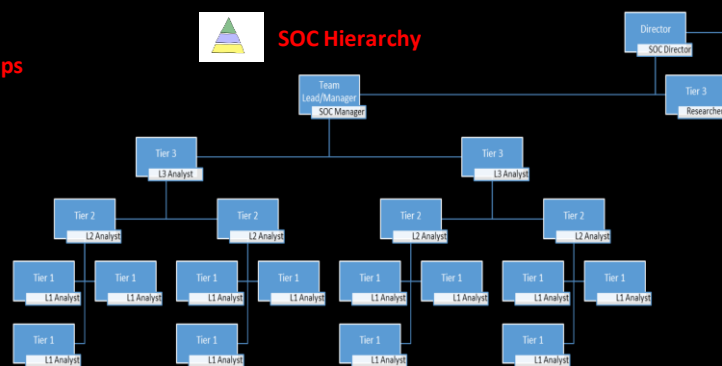 SOC Hierarchy
ps
Director
SOC Director
Team
Lead/Manager
SOC Manager
Tier 3
Researcher
Tier 3
L3 Analyst
Tier 3
L3 Analyst
Tier 2
L2 Analyst
Tier 2
L2 Analyst
Tier 2
L2 Analyst
Tier 2
L2 Analyst
Tier 1
L1 Analyst
Tier 1
L1 Analyst
Tier 1
L1 Analyst
Tier 1
L1 Analyst
Tier 1
L1 Analyst
Tier 1
L1 Analyst
Tier 1
L1 Analyst
Tier 1
L1 Analyst
Tier 1
L1 Analyst
Tier 1
L1 Analyst
Tier 1
L1 Analyst
Tier 1
L1 Analyst